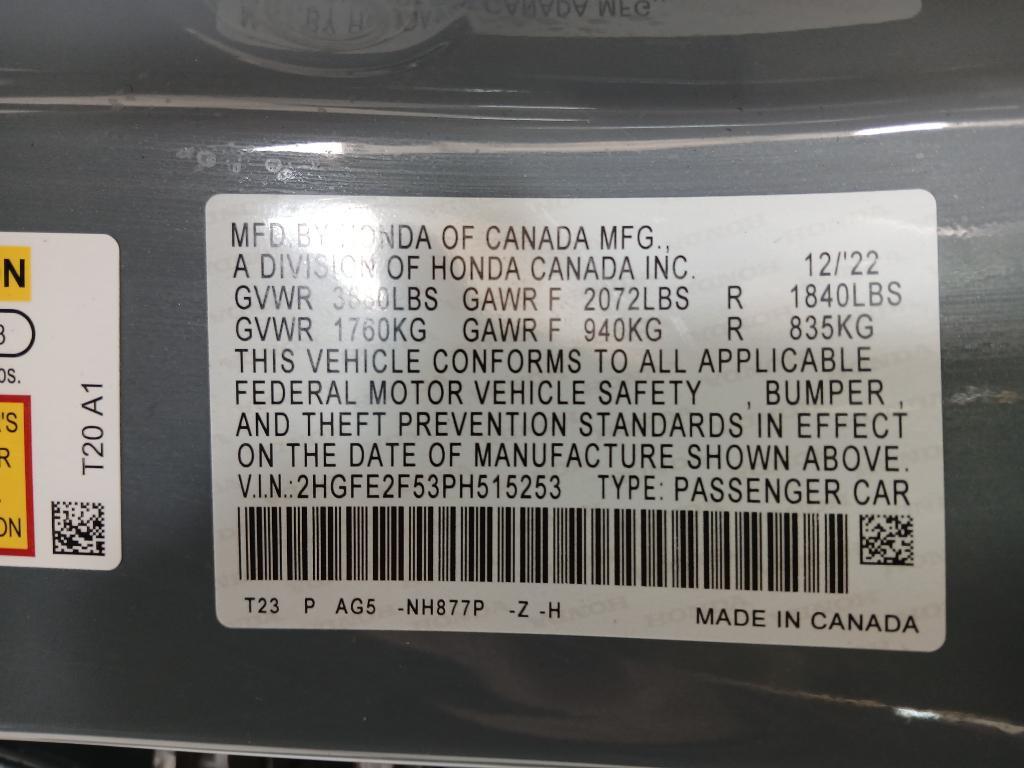 MFD.BY HONDA OF CANADA MFG.,
A DIVISION OF HONDA CANADA INC. 12/'22
GVWR 3880LBS GAWR F 2072LBS R 1840LBS
GVWR 1760KG GAWR F 940KG R 835KG
THIS VEHICLE CONFORMS TO ALL APPLICABLE
FEDERAL MOTOR VEHICLE SAFETY , BUMPER ,
AND THEFT PREVENTION STANDARDS IN EFFECT
ON THE DATE OF MANUFACTURE SHOWN ABOVE.
V.I.N.:2HGFE2F53PH515253 TYPE: PASSENGER CAR
T23 P AG5 -NH877P -Z -H
MADE IN CANADA
T20 A1